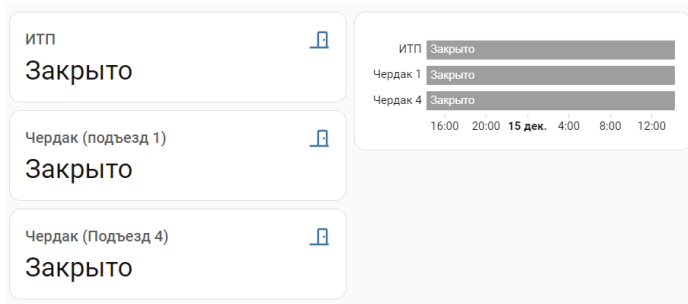 ИТП
Закрыто
Чердак (подъезд 1)
Закрыто
Чердак (Подъезд 4)
Закрыто
ИТП Закрыто
Чердак 1 Закрыто
Чердак 4 Закрыто
16:00 20:00 15 дек. 4:00 8:00 12:00